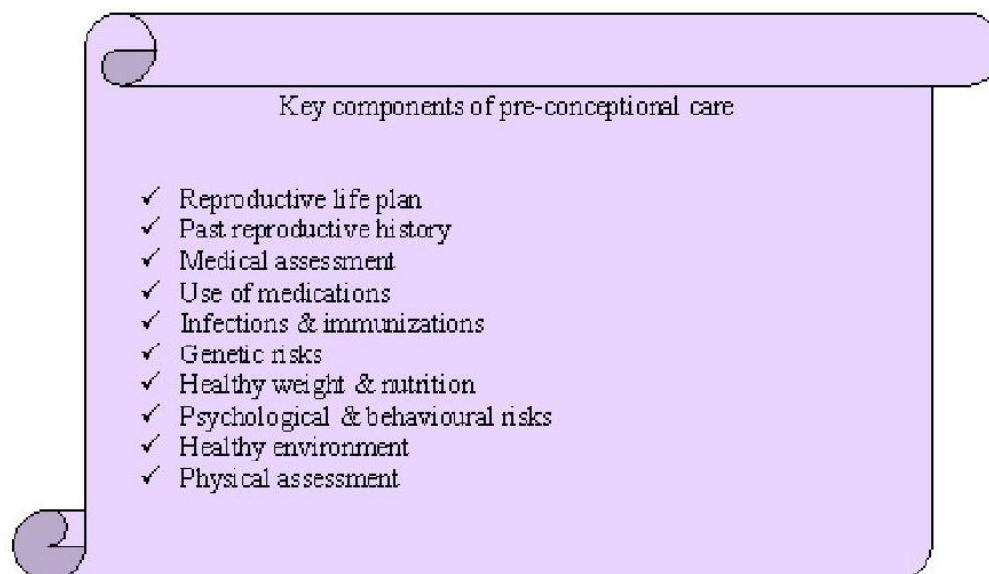 Key components of pre-conceptional care
✓ Reproductive life plan
✓ Past reproductive history
✓ Medical assessment
✓ Use of medications
✓ Infections & immunizations
✓ Genetic risks
✓ Healthy weight & nutrition
✓ Psychological & behavioural risks
✓ Healthy environment
✓ Physical assessment